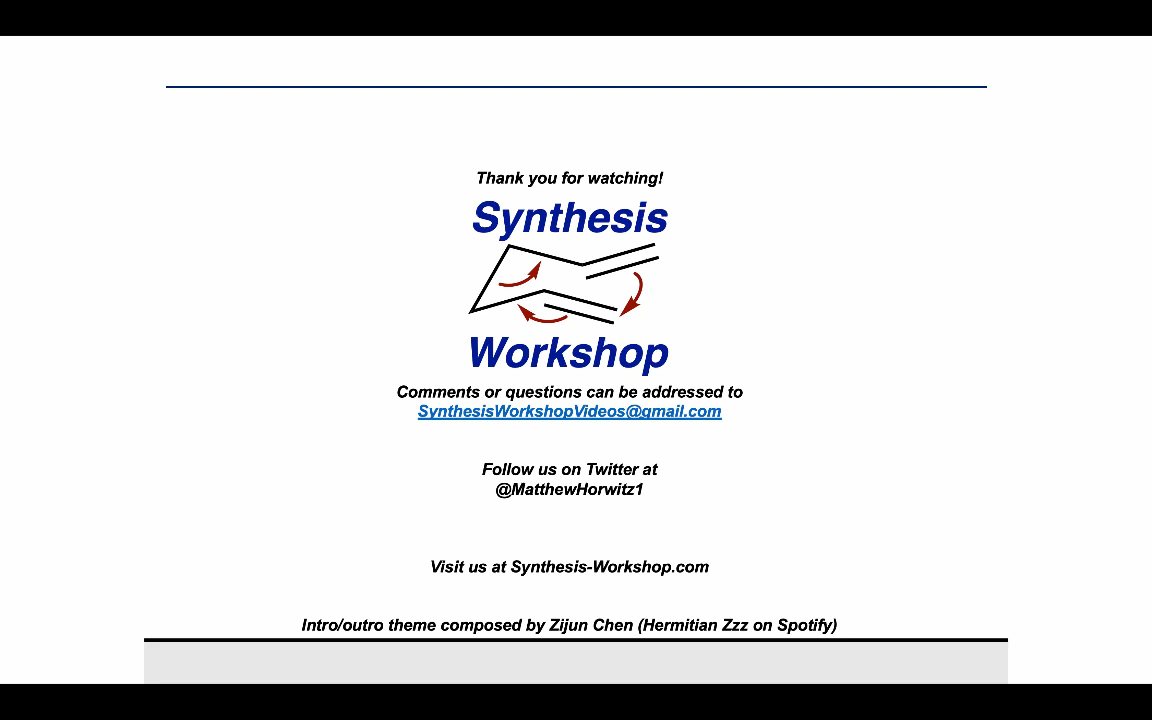 Thank you for watching!
Synthesis
Workshop
Comments or questions can be addressed to
SynthesisWorkshopVideos@gmail.com
Follow us on Twitter at
@MatthewHorwitz1
Visit us at Synthesis-Workshop.com
Intro/outro theme composed by Zijun Chen (Hermitian Zzz on Spotify)